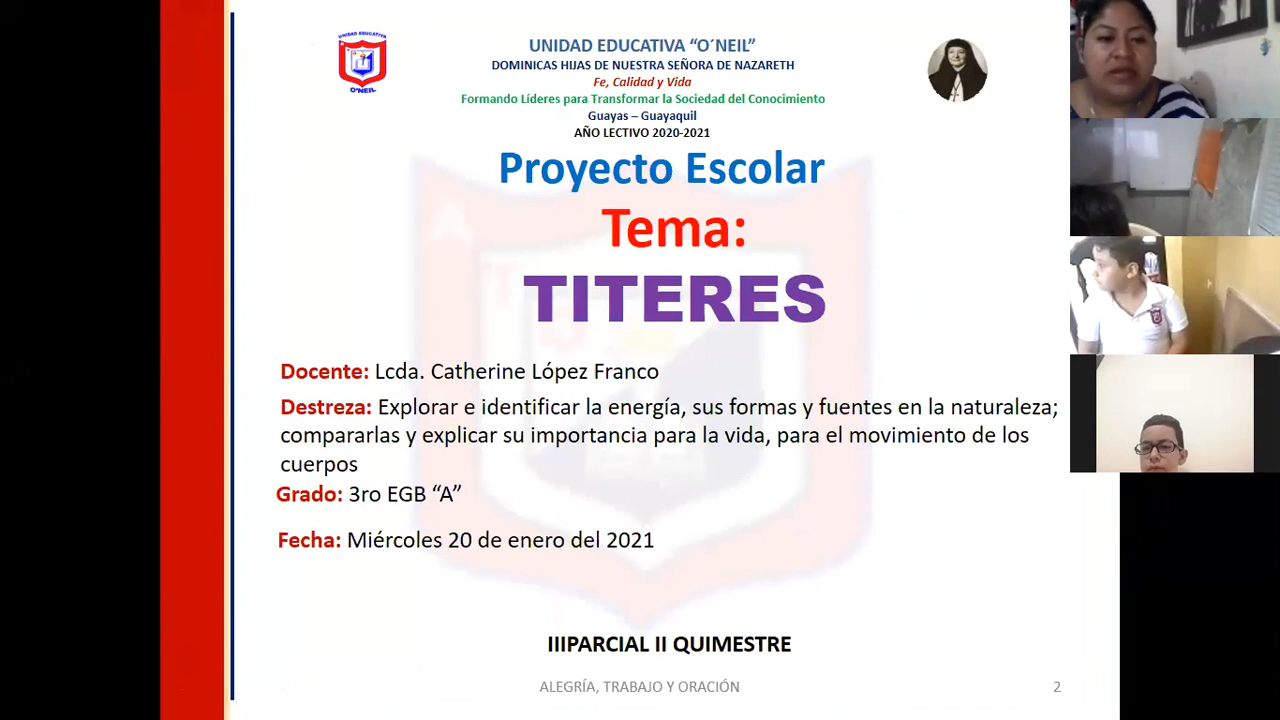 UNIDAD EDUCATIVA
O'NEIL
UNIDAD EDUCATIVA “O´NEIL”
DOMINICAS HIJAS DE NUESTRA SEÑORA DE NAZARETH
Fe, Calidad y Vida
Formando Líderes para Transformar la Sociedad del Conocimiento
Guayas – Guayaquil
AÑO LECTIVO 2020-2021
Proyecto Escolar
Tema:
TITERES
Docente: Lcda. Catherine López Franco
Destreza: Explorar e identificar la energía, sus formas y fuentes en la naturaleza;
compararlas y explicar su importancia para la vida, para el movimiento de los
cuerpos
Grado: 3ro EGB “A”
Fecha: Miércoles 20 de enero del 2021
IIIPARCIAL II QUIMESTRE
ALEGRÍA, TRABAJO Y ORACIÓN
2